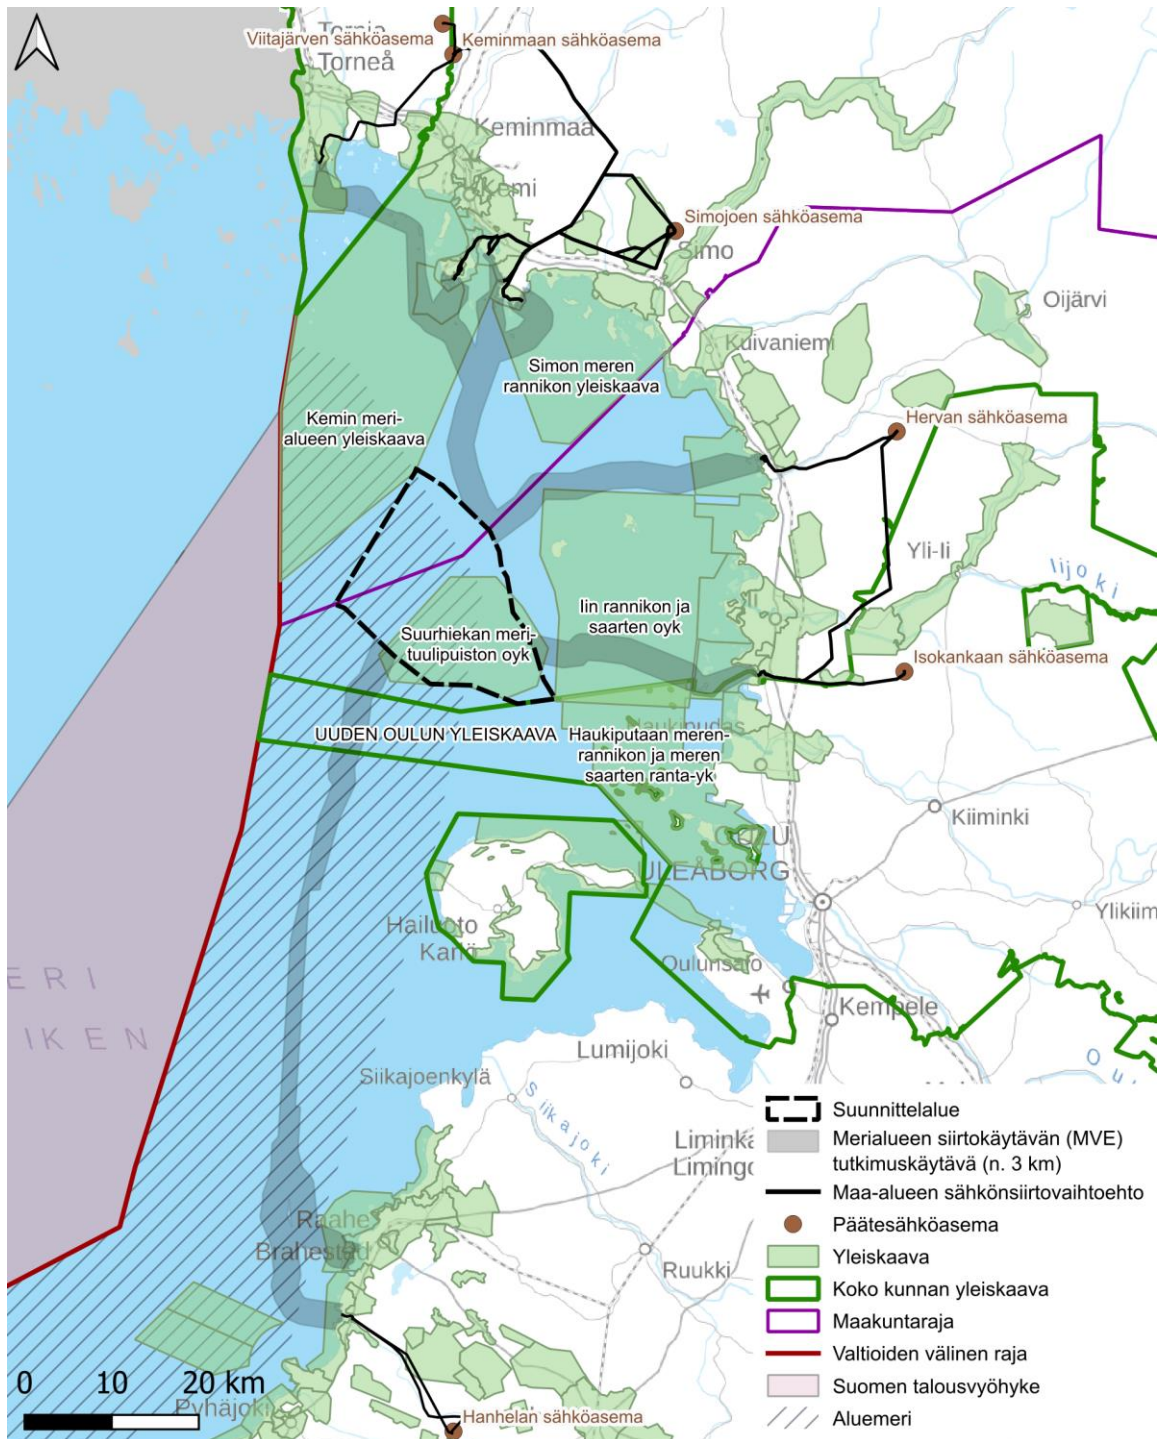 Tornio
Viitajärven sähköasema
Keminmaan sähköasema
Torneå
Keminmaa
Kemi
Simojoen sähköasema
Simo
Oijärvi
Kuivaniemi
Simon meren
rannikon yleiskaava
Kemin meri-
alueen yleiskaava
Hervan sähköasema
Yli-Ii
Iijoki
Iin rannikon ja
saarten oyk
Suurhiekan meri-
tuulipuiston oyk
Isokankaan sähköasema
UUDEN OULUN YLEISKAAVA
Haukipudas
Haukiputaan meren-
rannikon ja meren
saarten ranta-yk
Kiiminki
OULU
ULEÅBORG
Ylikiim
Hailuoto
Karlö
Oulunsalo
Kempele
ERI
IKEN
Lumijoki
Siikajoenkylä
Siikajoki
Liminka
Limingo
Raahe
Brahestad
Ruukki
Pyhäjoki
Hanhelan sähköasema
0 10 20 km
Suunnittelalue
Merialueen siirtokäytävän (MVE)
tutkimuskäytävä (n. 3 km)
Maa-alueen sähkönsiirtovaihtoehto
Päätesähköasema
Yleiskaava
Koko kunnan yleiskaava
Maakuntaraja
Valtioiden välinen raja
Suomen talousvyöhyke
Aluemeri